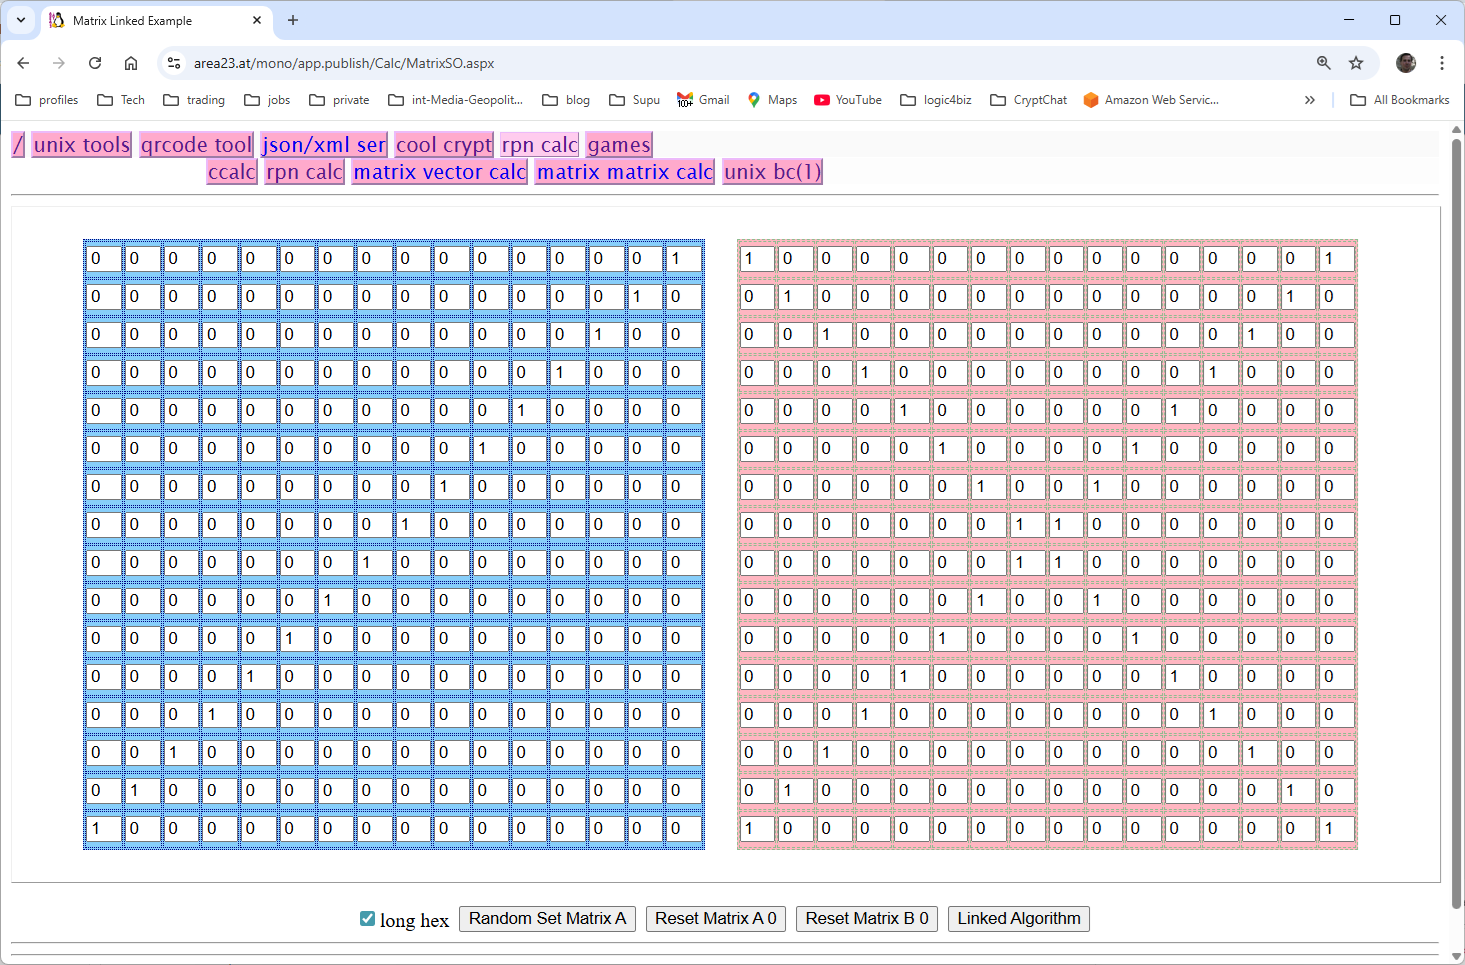 Matrix Linked Example
area23.at/mono/app.publish/Calc/MatrixSO.aspx
profiles Tech trading jobs private int-Media-Geopolit... blog Supu 100+ Gmail Maps YouTube logic4biz CryptChat Amazon Web Servic... » All Bookmarks
/ unix tools qrcode tool json/xml ser cool crypt rpn calc games
ccalc rpn calc matrix vector calc matrix matrix calc unix bc(1)
0 0 0 0 0 0 0 0 0 0 0 0 0 0 0 1 1 0 0 0 0 0 0 0 0 0 0 0 0 0 0 1
0 0 0 0 0 0 0 0 0 0 0 0 0 0 1 0 0 1 0 0 0 0 0 0 0 0 0 0 0 0 1 0
0 0 0 0 0 0 0 0 0 0 0 0 0 1 0 0 0 0 1 0 0 0 0 0 0 0 0 0 0 1 0 0
0 0 0 0 0 0 0 0 0 0 0 0 1 0 0 0 0 0 0 1 0 0 0 0 0 0 0 0 1 0 0 0
0 0 0 0 0 0 0 0 0 0 0 1 0 0 0 0 0 0 0 0 1 0 0 0 0 0 0 1 0 0 0 0
0 0 0 0 0 0 0 0 0 0 1 0 0 0 0 0 0 0 0 0 0 1 0 0 0 0 1 0 0 0 0 0
0 0 0 0 0 0 0 0 0 1 0 0 0 0 0 0 0 0 0 0 0 0 1 0 0 1 0 0 0 0 0 0
0 0 0 0 0 0 0 0 1 0 0 0 0 0 0 0 0 0 0 0 0 0 0 1 1 0 0 0 0 0 0 0
0 0 0 0 0 0 0 1 0 0 0 0 0 0 0 0 0 0 0 0 0 0 0 1 1 0 0 0 0 0 0 0
0 0 0 0 0 0 1 0 0 0 0 0 0 0 0 0 0 0 0 0 0 0 1 0 0 1 0 0 0 0 0 0
0 0 0 0 0 1 0 0 0 0 0 0 0 0 0 0 0 0 0 0 0 1 0 0 0 0 1 0 0 0 0 0
0 0 0 0 1 0 0 0 0 0 0 0 0 0 0 0 0 0 0 0 1 0 0 0 0 0 0 1 0 0 0 0
0 0 0 1 0 0 0 0 0 0 0 0 0 0 0 0 0 0 0 1 0 0 0 0 0 0 0 0 1 0 0 0
0 0 1 0 0 0 0 0 0 0 0 0 0 0 0 0 0 0 1 0 0 0 0 0 0 0 0 0 0 1 0 0
0 1 0 0 0 0 0 0 0 0 0 0 0 0 0 0 0 1 0 0 0 0 0 0 0 0 0 0 0 0 1 0
1 0 0 0 0 0 0 0 0 0 0 0 0 0 0 0 1 0 0 0 0 0 0 0 0 0 0 0 0 0 0 1
long hex Random Set Matrix A Reset Matrix A 0 Reset Matrix B 0 Linked Algorithm